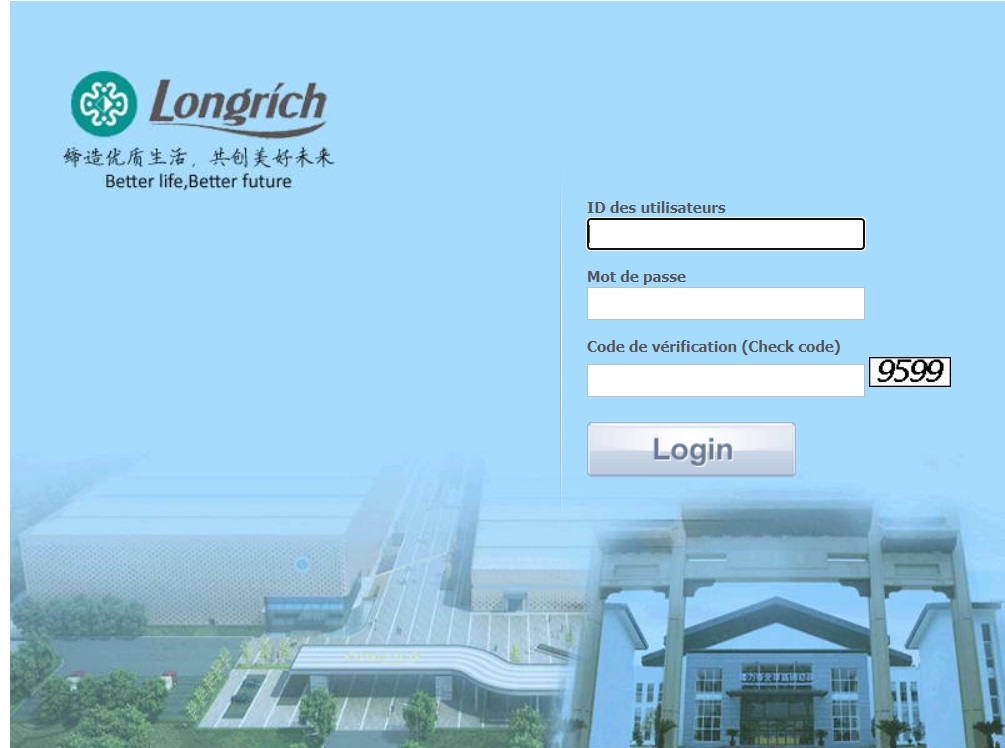 Longrích
缔造优质生活，共创美好未来
Better life,Better future
ID des utilisateurs
Mot de passe
Code de vérification (Check code)
9599
Login